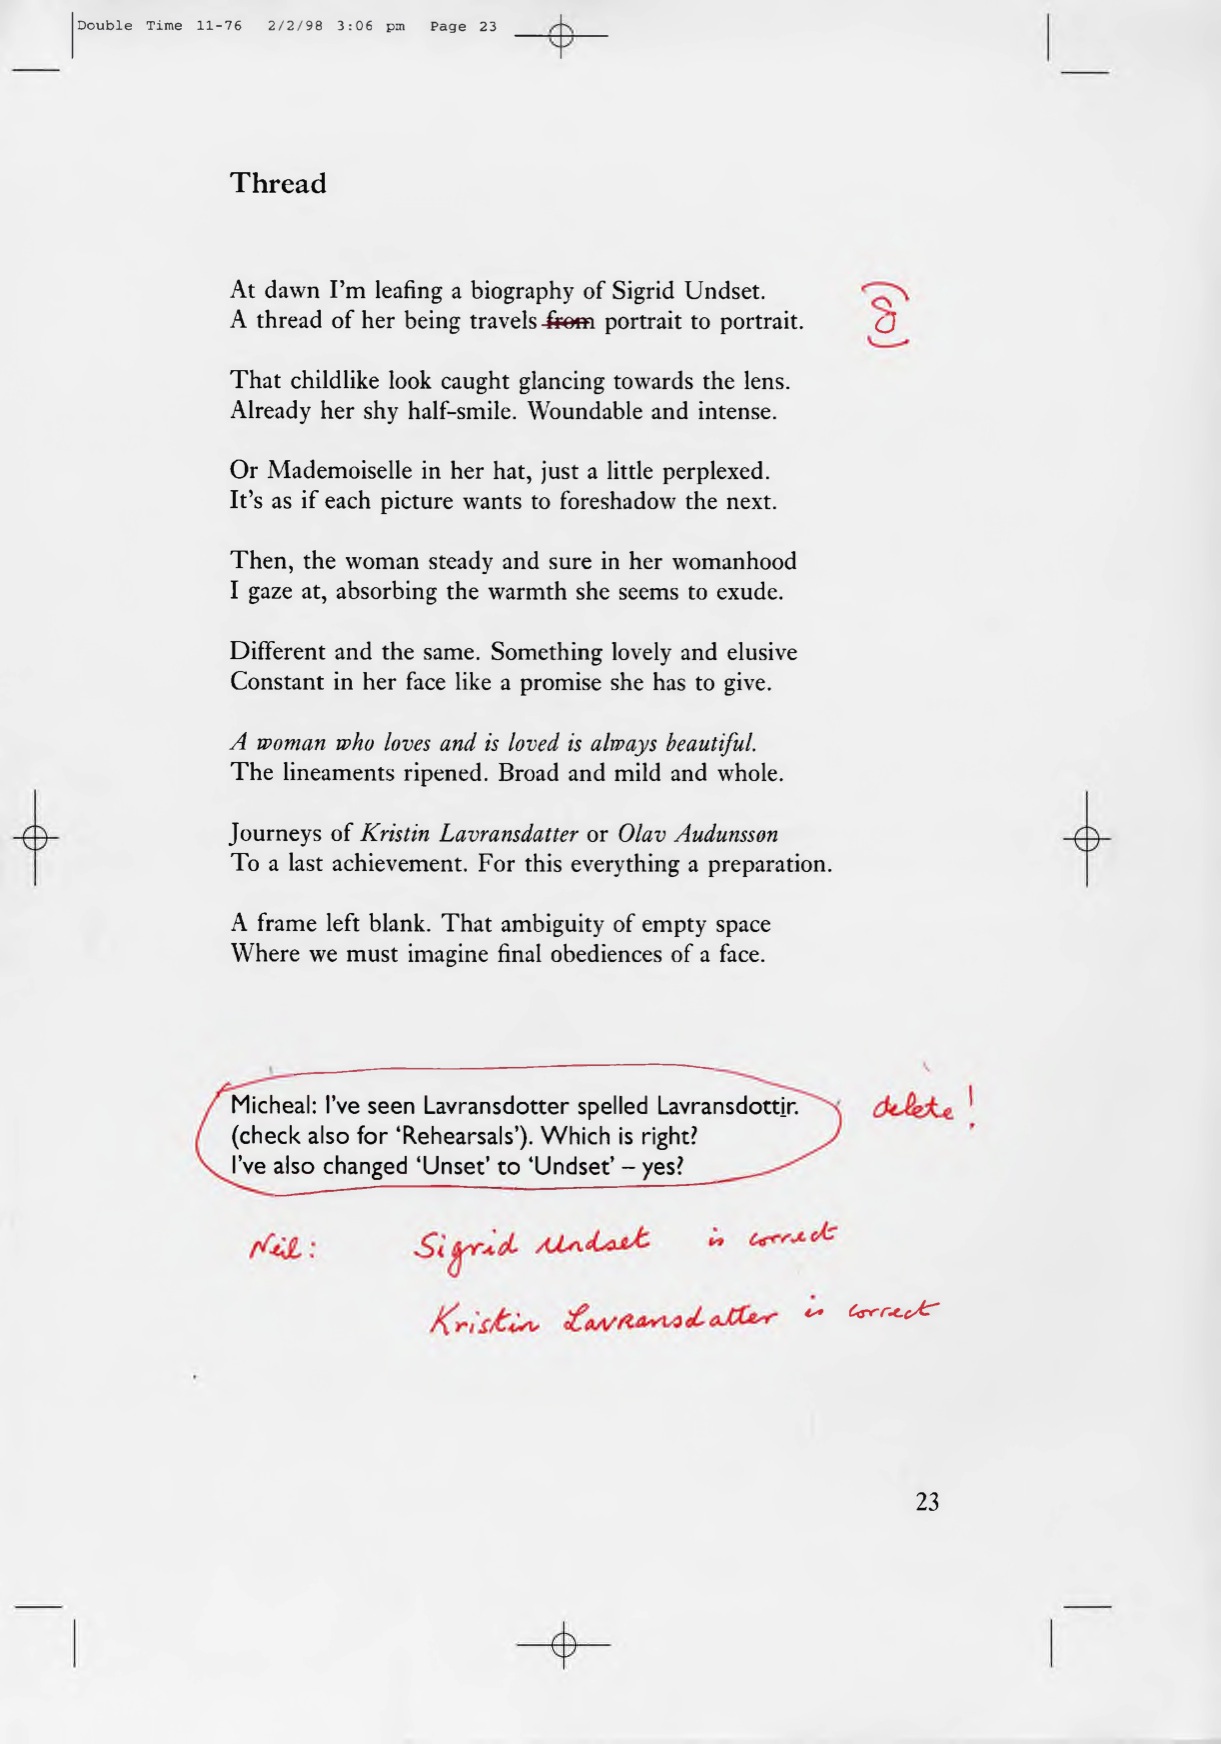 Double Time 11-76 2/2/98 3:06 pm Page 23
Thread
At dawn I'm leafing a biography of Sigrid Undset.
A thread of her being travels from portrait to portrait.
That childlike look caught glancing towards the lens.
Already her shy half-smile. Woundable and intense.
Or Mademoiselle in her hat, just a little perplexed.
It's as if each picture wants to foreshadow the next.
Then, the woman steady and sure in her womanhood
I gaze at, absorbing the warmth she seems to exude.
Different and the same. Something lovely and elusive
Constant in her face like a promise she has to give.
A woman who loves and is loved is always beautiful.
The lineaments ripened. Broad and mild and whole.
Journeys of Kristin Lavransdatter or Olav Audunssøn
To a last achievement. For this everything a preparation.
A frame left blank. That ambiguity of empty space
Where we must imagine final obediences of a face.
Micheal: I've seen Lavransdotter spelled Lavransdottir.
(check also for 'Rehearsals'). Which is right?
I've also changed 'Unset' to 'Undset' – yes?
delete!
Neil: Sigrid Undset is correct
Kristin Lavransdatter is correct
23